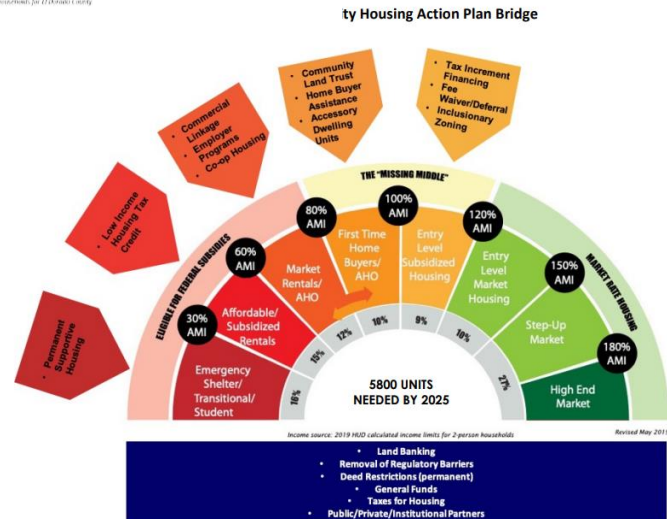 ity Housing Action Plan Bridge
• Community
Land Trust
• Home Buyer
Assistance
• Accessory
Dwelling
Units
• Tax Increment
Financing
• Fee
Waiver/Deferral
• Inclusionary
Zoning
• Commercial
Linkage
• Employer
Programs
• Co-op Housing
• Low Income
Housing Tax
Credit
• Permanent
Supportive
Housing
ELIGIBLE FOR FEDERAL SUBSIDIES
THE "MISSING MIDDLE"
MARKET RATE HOUSING
30%
AMI
60%
AMI
80%
AMI
100%
AMI
120%
AMI
150%
AMI
180%
AMI
Emergency
Shelter/
Transitional/
Student
Affordable/
Subsidized
Rentals
Market
Rentals/
AHO
First Time
Home
Buyers/
AHO
Entry
Level
Subsidized
Housing
Entry
Level
Market
Housing
Step-Up
Market
High End
Market
16%
15%
12%
10%
9%
10%
27%
5800 UNITS
NEEDED BY 2025
Income source: 2019 HUD calculated income limits for 2-person households
Revised May 2019
• Land Banking
• Removal of Regulatory Barriers
• Deed Restrictions (permanent)
• General Funds
• Taxes for Housing
• Public/Private/Institutional Partners